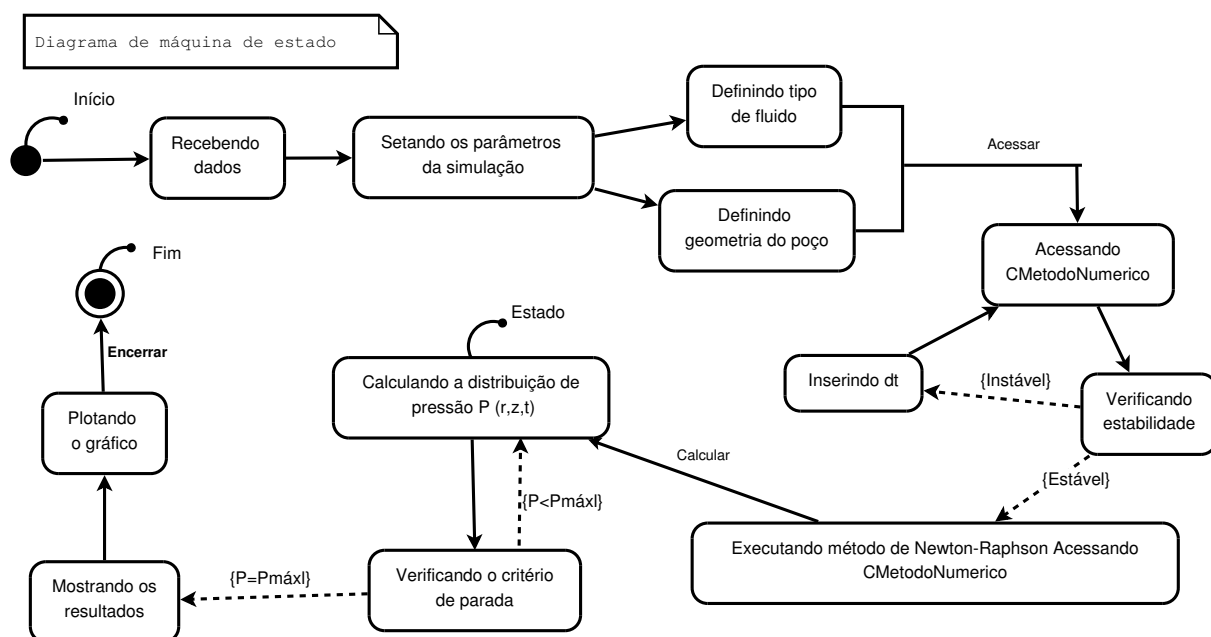 Diagrama de máquina de estado
Início
Recebendo
dados
Setando os parâmetros
da simulação
Definindo tipo
de fluido
Definindo
geometria do poço
Acessar
Acessando
CMetodoNumerico
Inserindo dt
{Instável}
Verificando
estabilidade
{Estável}
Executando método de Newton-Raphson Acessando
CMetodoNumerico
Calcular
Estado
Calculando a distribuição de
pressão P (r,z,t)
{P<Pmáxl}
Verificando o critério
de parada
{P=Pmáxl}
Mostrando os
resultados
Plotando
o gráfico
Encerrar
Fim